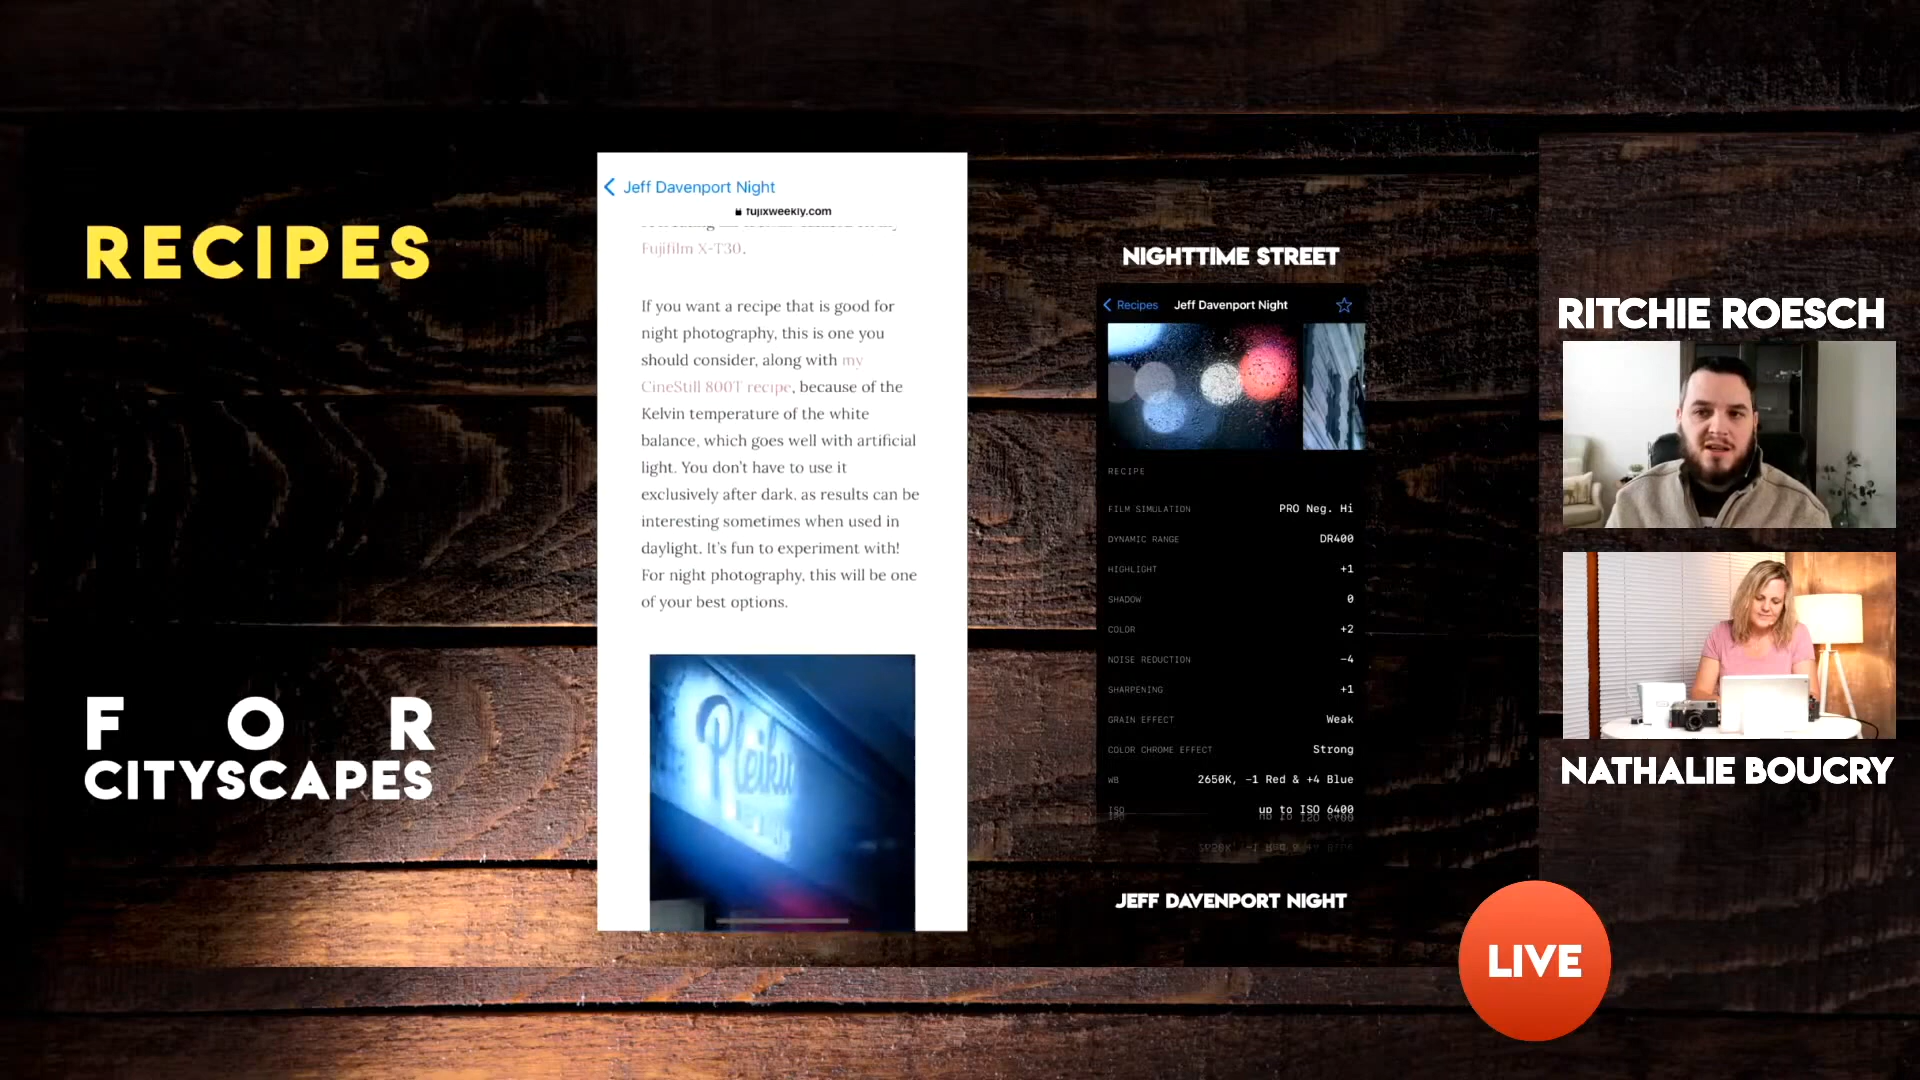 RECIPES
FOR
CITYSCAPES
Jeff Davenport Night
fujixweekly.com
Fujifilm X-T30.
If you want a recipe that is good for
night photography, this is one you
should consider, along with my
CineStill 800T recipe, because of the
Kelvin temperature of the white
balance, which goes well with artificial
light. You don't have to use it
exclusively after dark, as results can be
interesting sometimes when used in
daylight. It's fun to experiment with!
For night photography, this will be one
of your best options.
Pleiku
NIGHTTIME STREET
Recipes Jeff Davenport Night
RECIPE
FILM SIMULATION PRO Neg. Hi
DYNAMIC RANGE DR400
HIGHLIGHT +1
SHADOW 0
COLOR +2
NOISE REDUCTION -4
SHARPENING +1
GRAIN EFFECT Weak
COLOR CHROME EFFECT Strong
WB 2650K, -1 Red & +4 Blue
ISO up to ISO 6400
JEFF DAVENPORT NIGHT
RITCHIE ROESCH
NATHALIE BOUCRY
LIVE